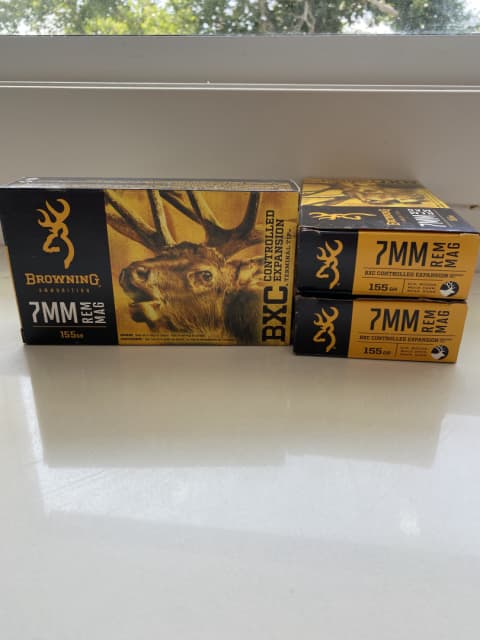 BROWNING
AMMUNITION
7MM
REM
MAG
155GR
BXC
CONTROLLED
EXPANSION
TERMINAL TIP
BROWNING
7MM
REM
MAG
BXC CONTROLLED EXPANSION
155 GR
7MM
REM
MAG
BXC CONTROLLED EXPANSION
155 GR